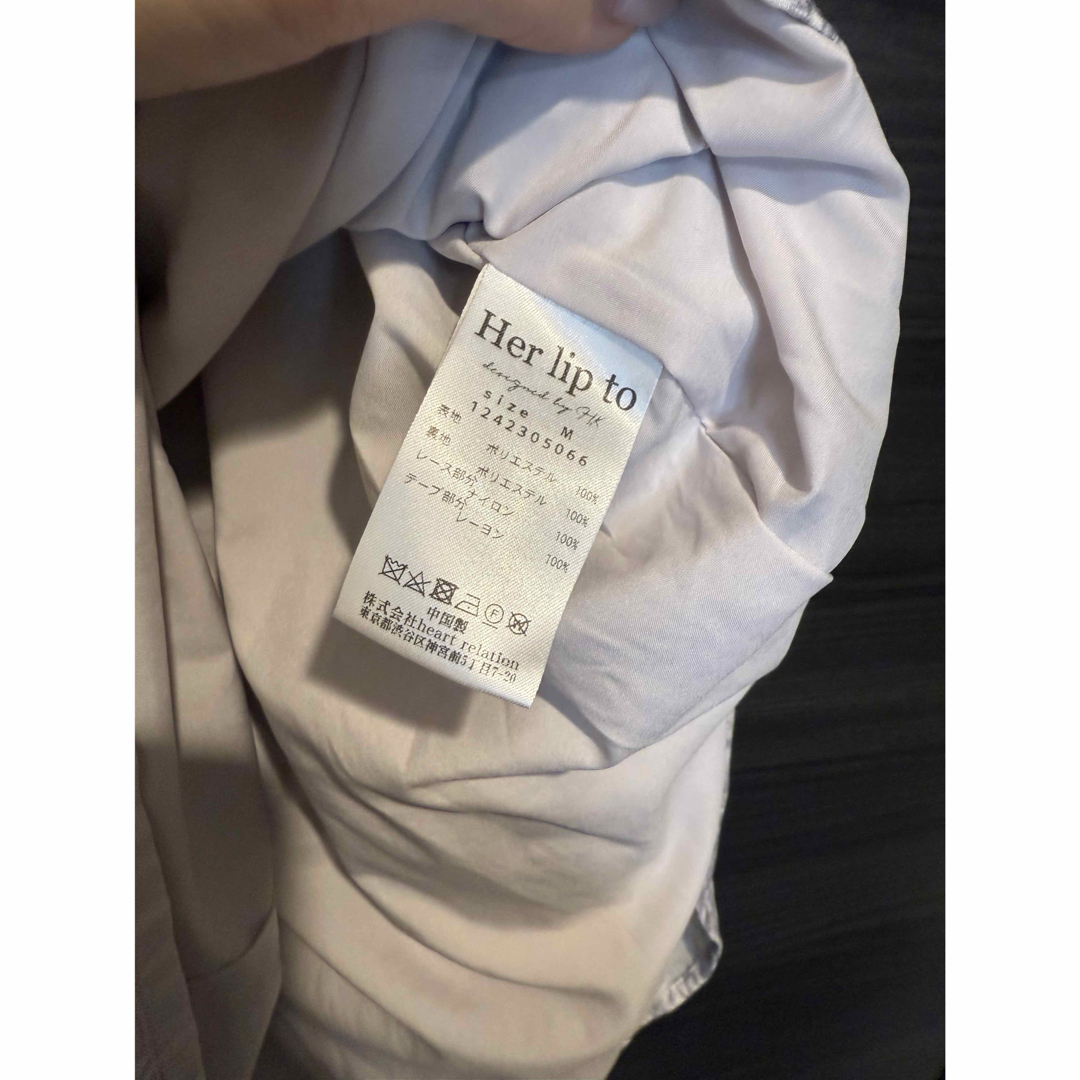 Her lip to
designed by HK
size M
1242305066
表地 ポリエステル 100%
裏地 ポリエステル 100%
レース部分 ナイロン 100%
テープ部分 レーヨン 100%
F W
中国製
株式会社heart relation
東京都渋谷区神宮前5丁目7-20